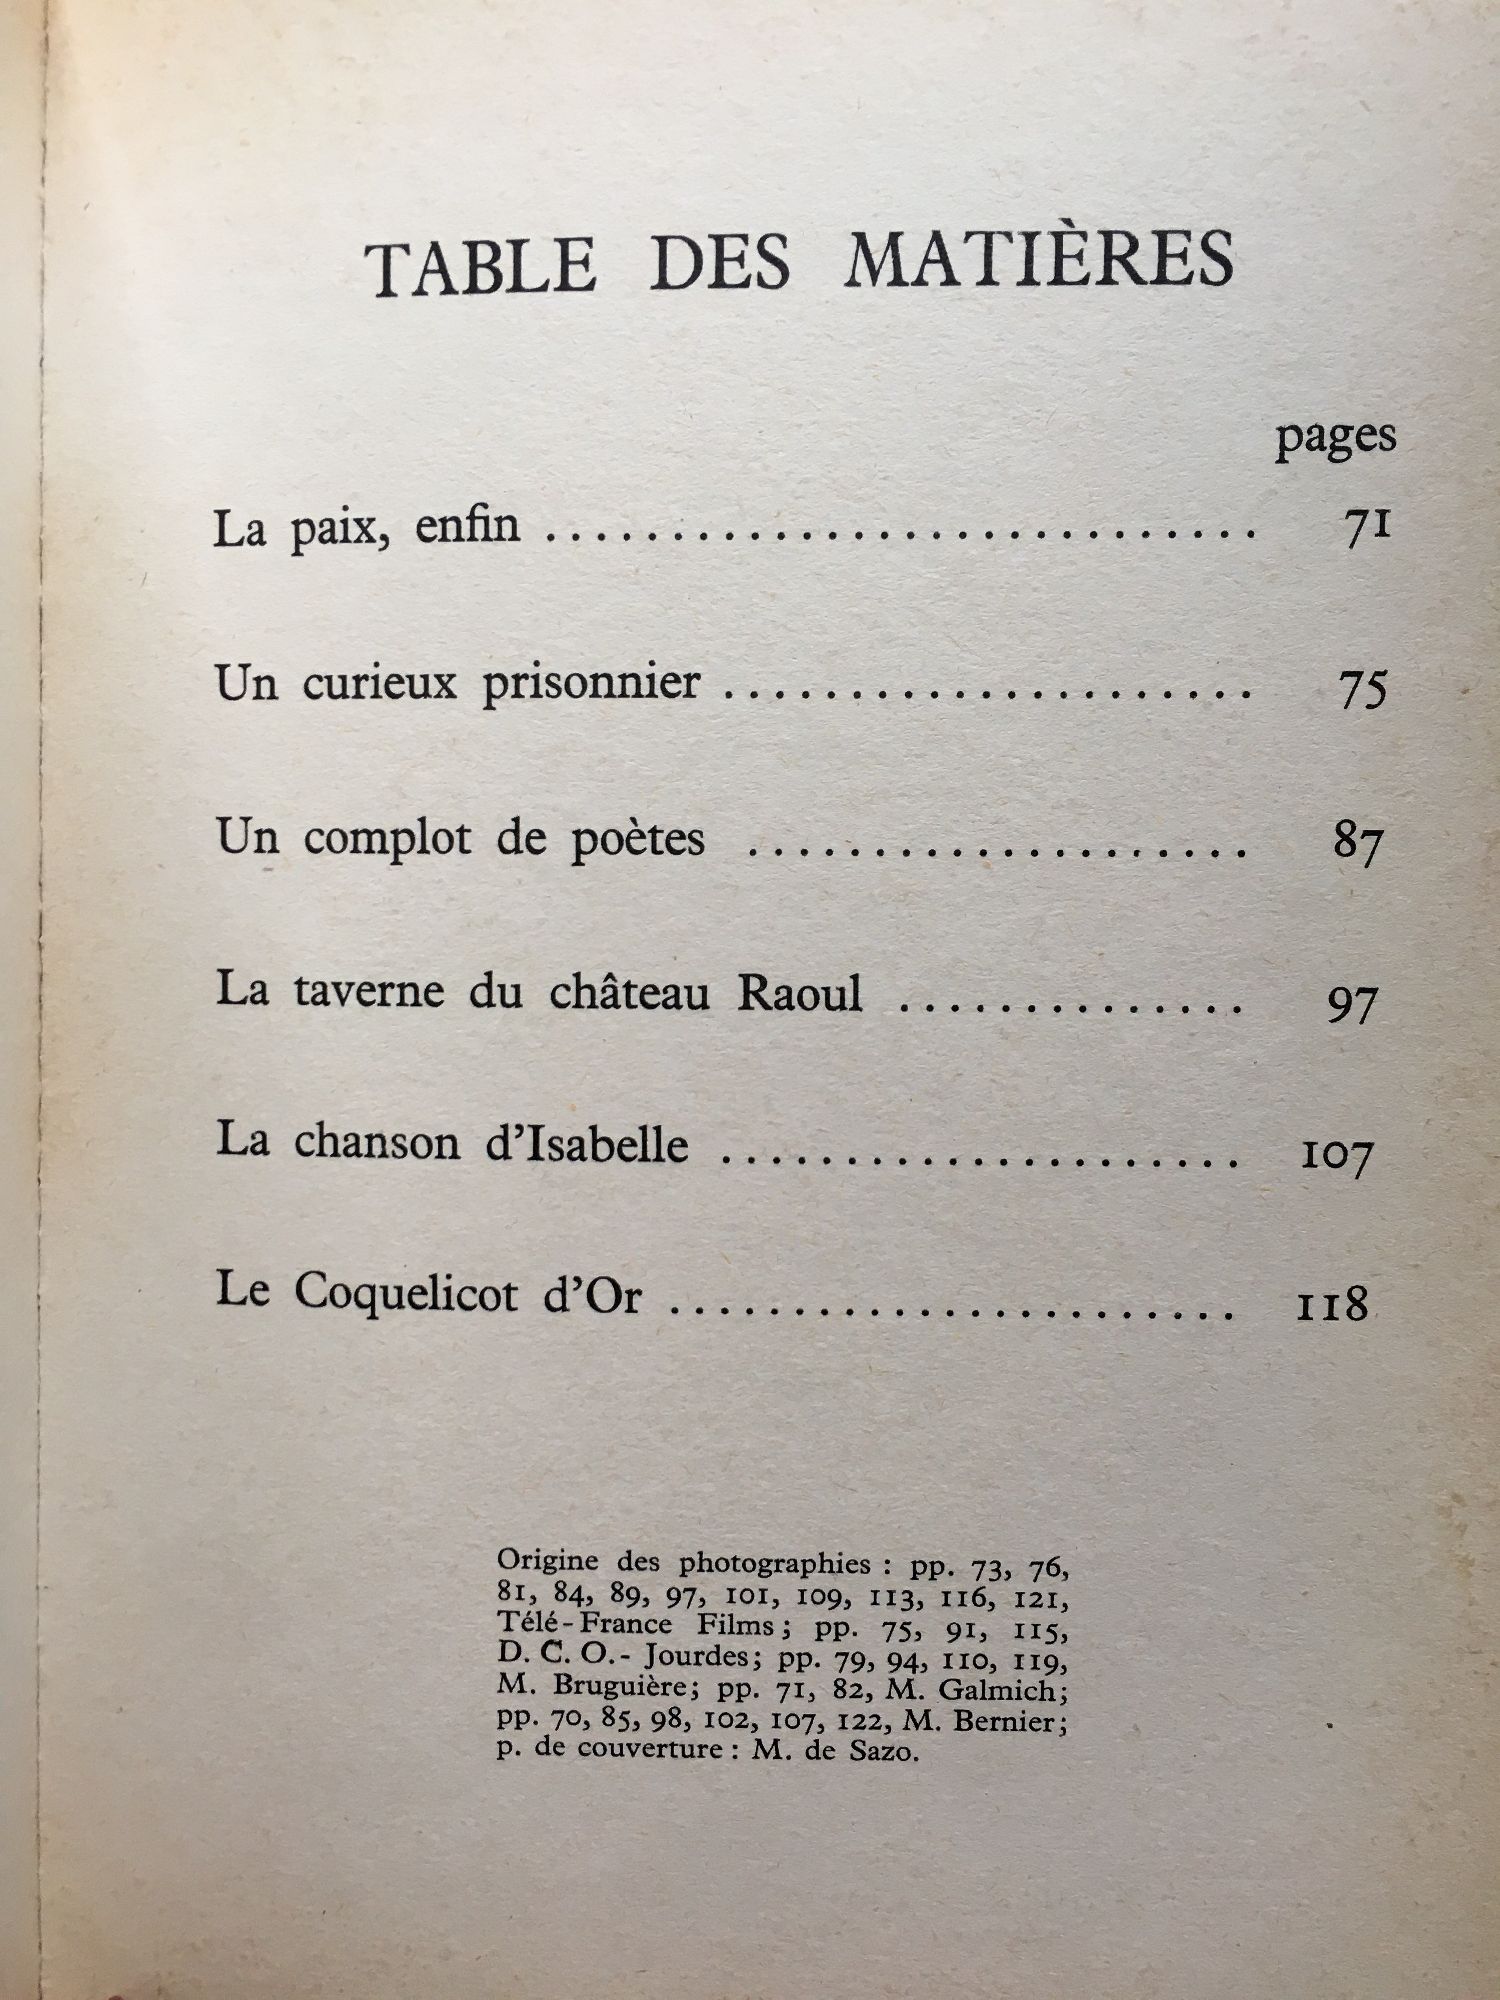 TABLE DES MATIÈRES
pages
La paix, enfin .............................. 71
Un curieux prisonnier ..................... 75
Un complot de poètes .................... 87
La taverne du château Raoul .............. 97
La chanson d'Isabelle ..................... 107
Le Coquelicot d'Or ....................... 118
Origine des photographies : pp. 73, 76,
81, 84, 89, 97, 101, 109, 113, 116, 121,
Télé-France Films; pp. 75, 91, 115,
D. C. O.- Jourdes; pp. 79, 94, 110, 119,
M. Bruguière; pp. 71, 82, M. Galmich;
pp. 70, 85, 98, 102, 107, 122, M. Bernier;
p. de couverture : M. de Sazo.